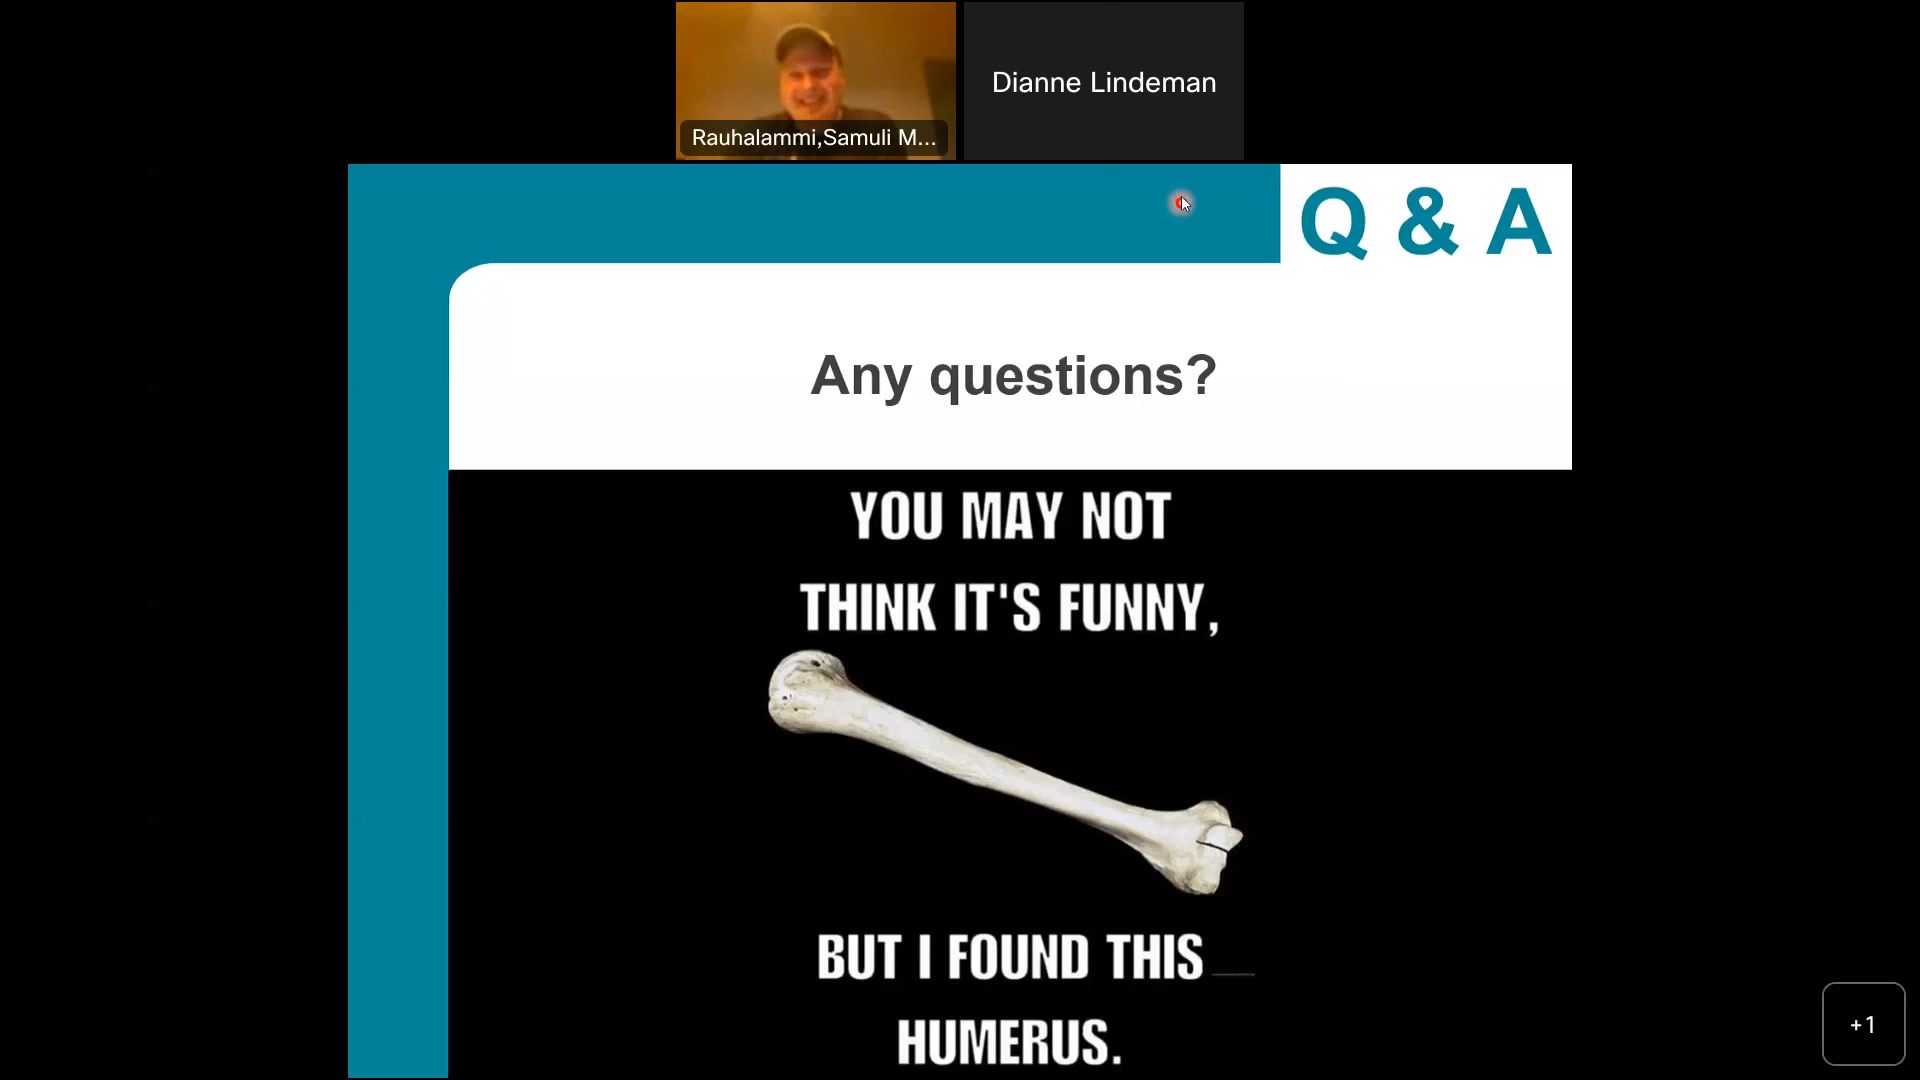 Rauhalammi,Samuli M...
Dianne Lindeman
Q & A
Any questions?
YOU MAY NOT
THINK IT'S FUNNY,
BUT I FOUND THIS
HUMERUS.
+1